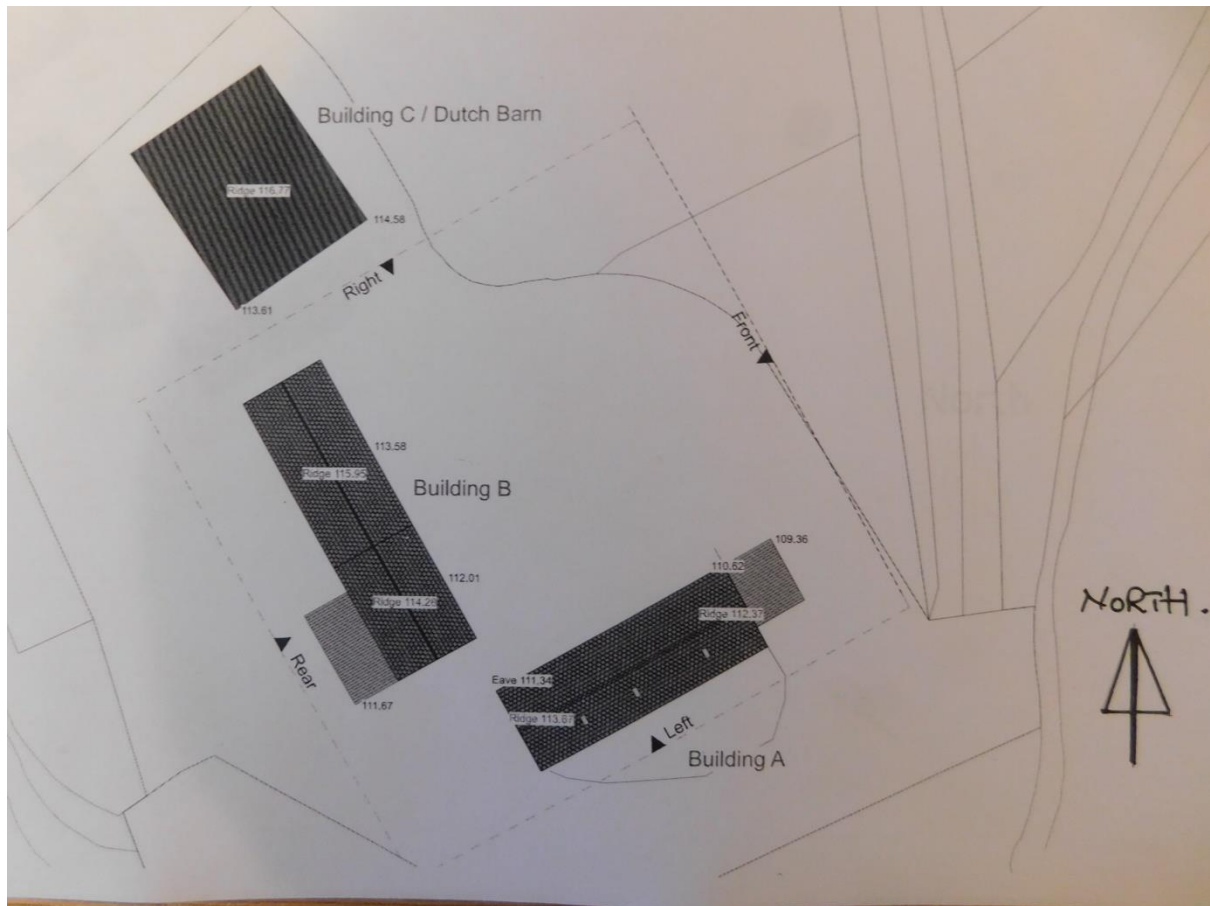 Building C / Dutch Barn
Ridge 116.77
114.58
Right
113.61
Front
113.58
Ridge 115.95
Building B
109.36
110.62
112.01
Ridge 114.26
Ridge 112.37
NORTH.
Rear
Eave 111.34
111.67
Ridge 113.67
Left
Building A